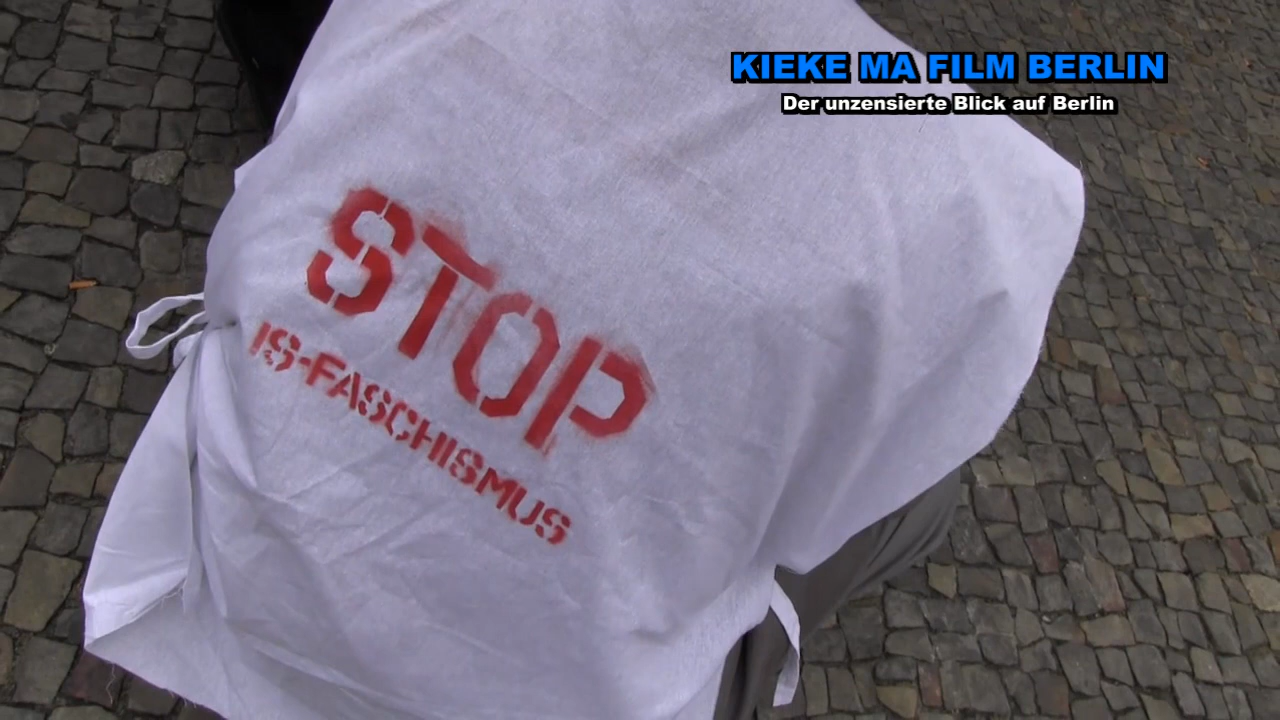 KIEKE MA FILM BERLIN
Der unzensierte Blick auf Berlin
STOP
IS-FASCHISMUS